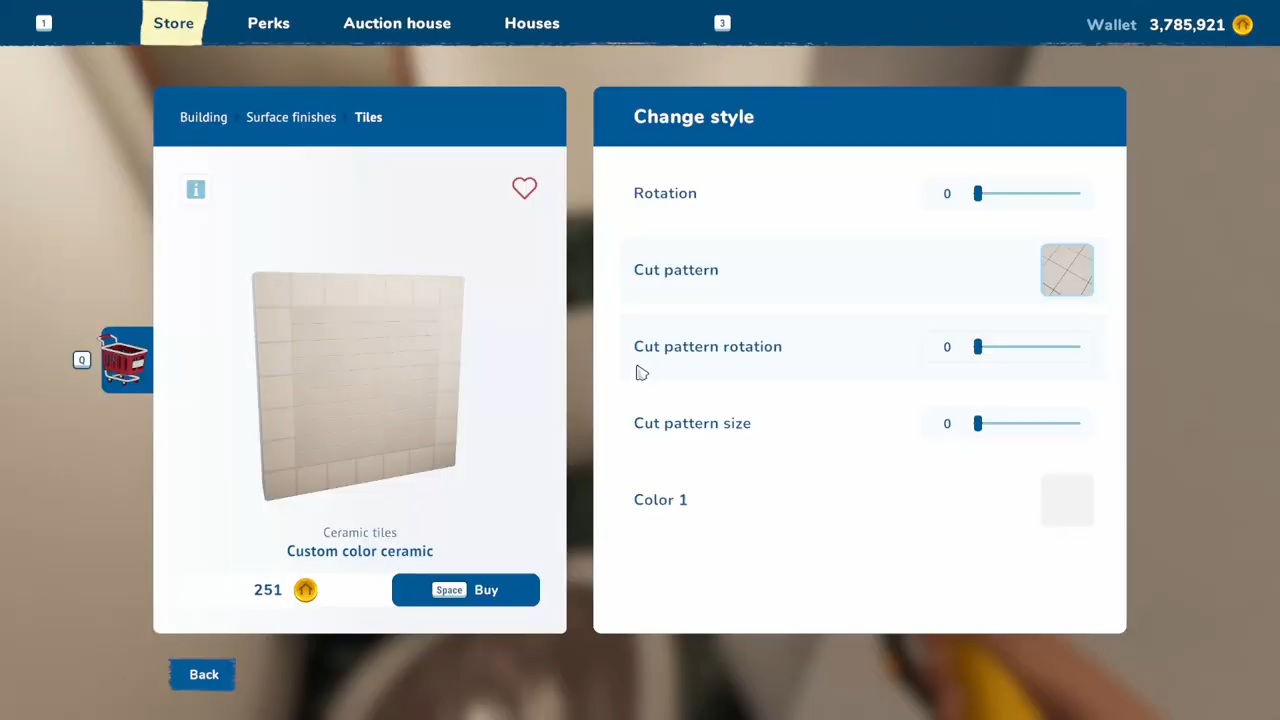 1
Store
Perks
Auction house
Houses
3
Wallet 3,785,921
Building Surface finishes Tiles
i
Q
Ceramic tiles
Custom color ceramic
251
Space Buy
Back
Change style
Rotation 0
Cut pattern
Cut pattern rotation 0
Cut pattern size 0
Color 1